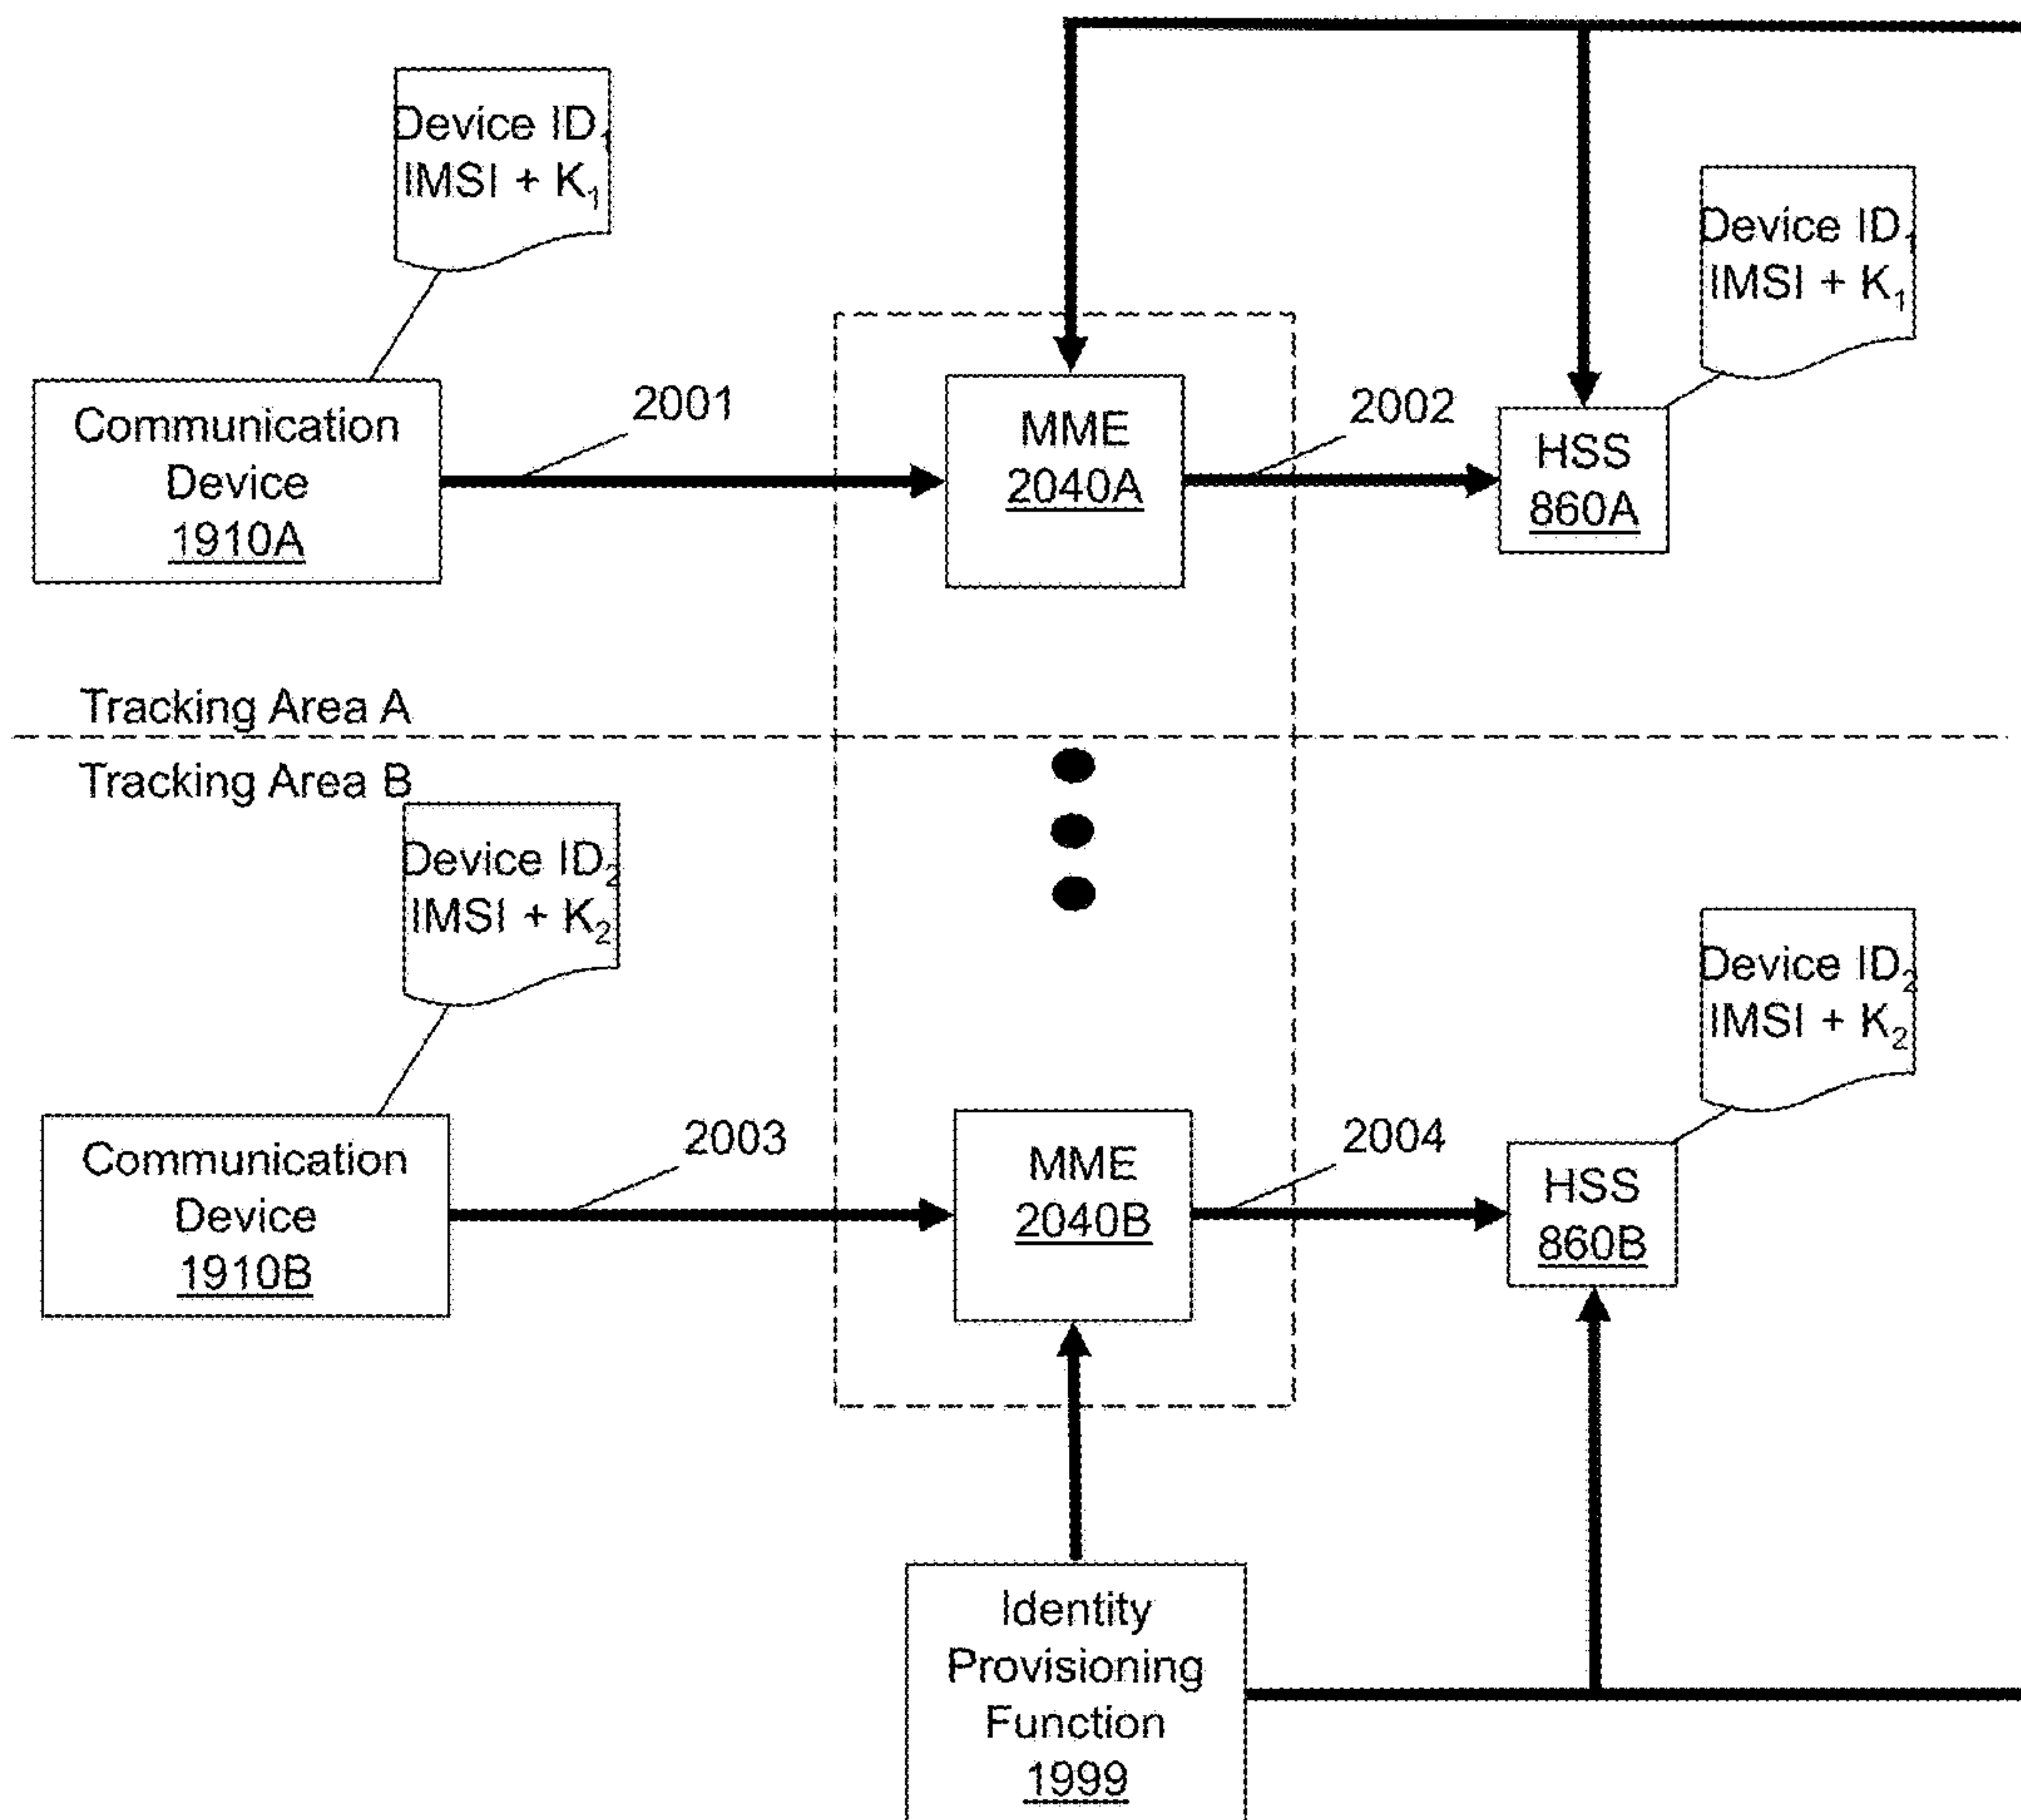 Device ID₁
IMSI + K₁
Device ID₁
IMSI + K₁
Communication
Device
1910A
2001
MME
2040A
2002
HSS
860A
Tracking Area A
Tracking Area B
Device ID₂
IMSI + K₂
Device ID₂
IMSI + K₂
Communication
Device
1910B
2003
MME
2040B
2004
HSS
860B
Identity
Provisioning
Function
1999